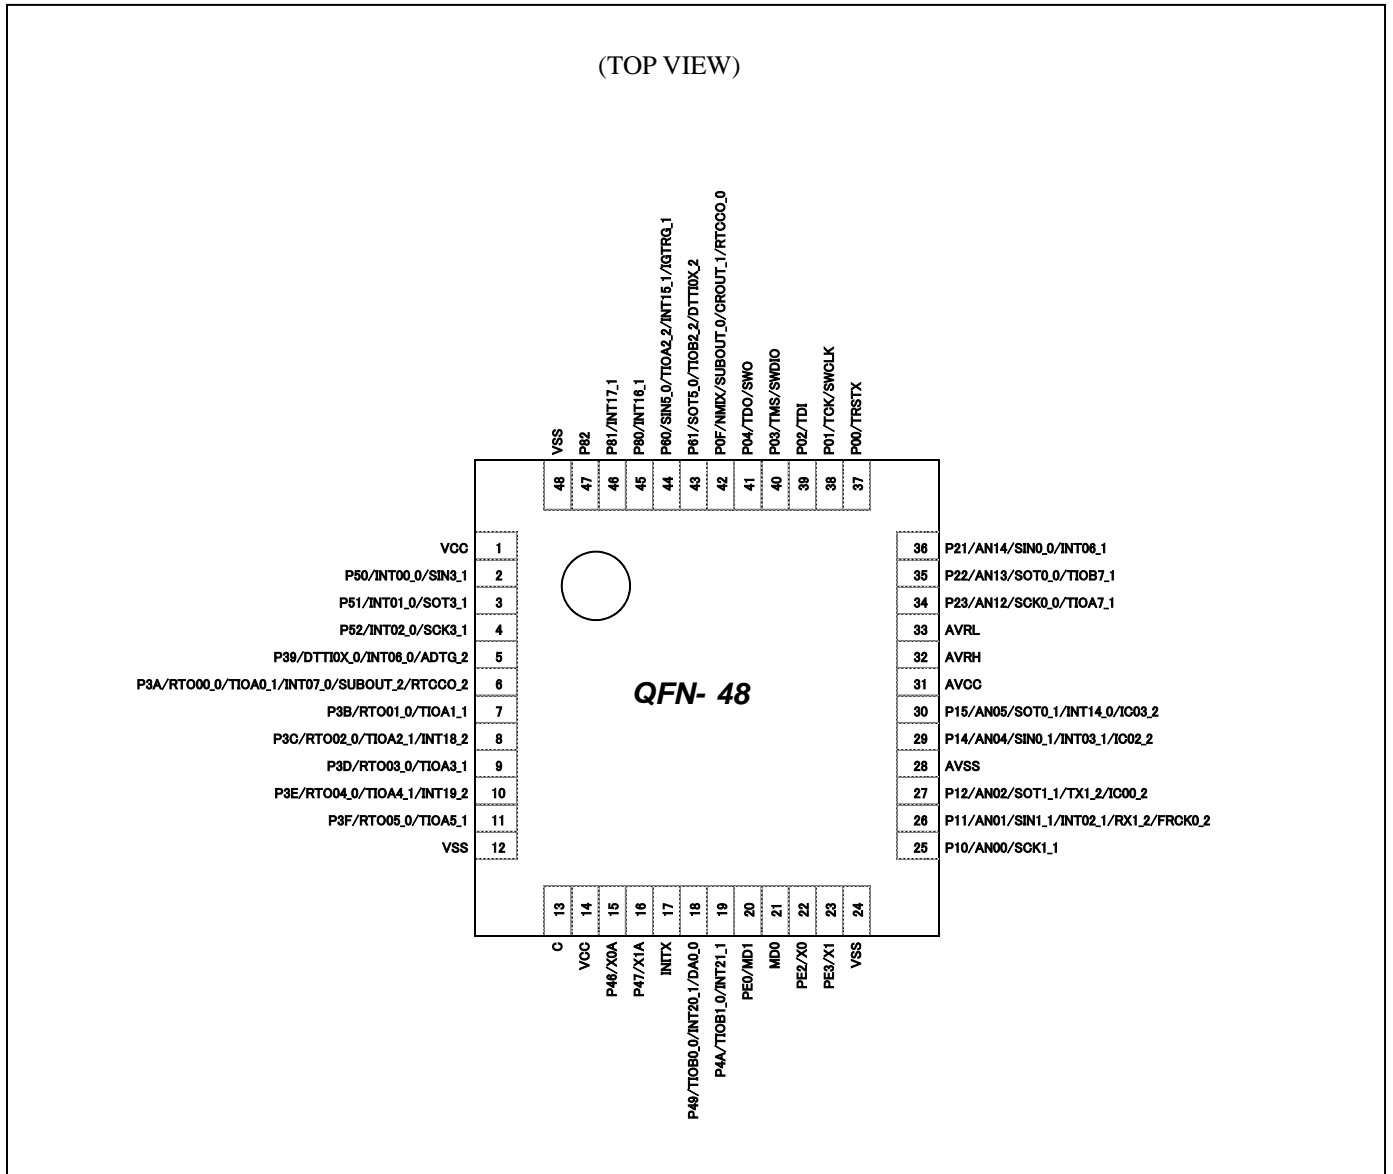 (TOP VIEW)
VSS
P82
P81/INT17_1
P80/INT16_1
P60/SIN5_0/TIOA2_2/INT15_1/IGTRG_1
P61/SOT5_0/TIOB2_2/DTTI0X_2
P0F/NMIX/SUBOUT_0/CROUT_1/RTCCO_0
P04/TDO/SWO
P03/TMS/SWDIO
P02/TDI
P01/TCK/SWCLK
P00/TRSTX
48 47 46 45 44 43 42 41 40 39 38 37
VCC 1
P50/INT00_0/SIN3_1 2
P51/INT01_0/SOT3_1 3
P52/INT02_0/SCK3_1 4
P39/DTTI0X_0/INT06_0/ADTG_2 5
P3A/RTO00_0/TIOA0_1/INT07_0/SUBOUT_2/RTCCO_2 6
P3B/RTO01_0/TIOA1_1 7
P3C/RTO02_0/TIOA2_1/INT18_2 8
P3D/RTO03_0/TIOA3_1 9
P3E/RTO04_0/TIOA4_1/INT19_2 10
P3F/RTO05_0/TIOA5_1 11
VSS 12
QFN- 48
36 P21/AN14/SIN0_0/INT06_1
35 P22/AN13/SOT0_0/TIOB7_1
34 P23/AN12/SCK0_0/TIOA7_1
33 AVRL
32 AVRH
31 AVCC
30 P15/AN05/SOT0_1/INT14_0/IC03_2
29 P14/AN04/SIN0_1/INT03_1/IC02_2
28 AVSS
27 P12/AN02/SOT1_1/TX1_2/IC00_2
26 P11/AN01/SIN1_1/INT02_1/RX1_2/FRCK0_2
25 P10/AN00/SCK1_1
13 14 15 16 17 18 19 20 21 22 23 24
C
VCC
P46/X0A
P47/X1A
INITX
P49/TIOB0_0/INT20_1/DA0_0
P4A/TIOB1_0/INT21_1
PE0/MD1
MD0
PE2/X0
PE3/X1
VSS